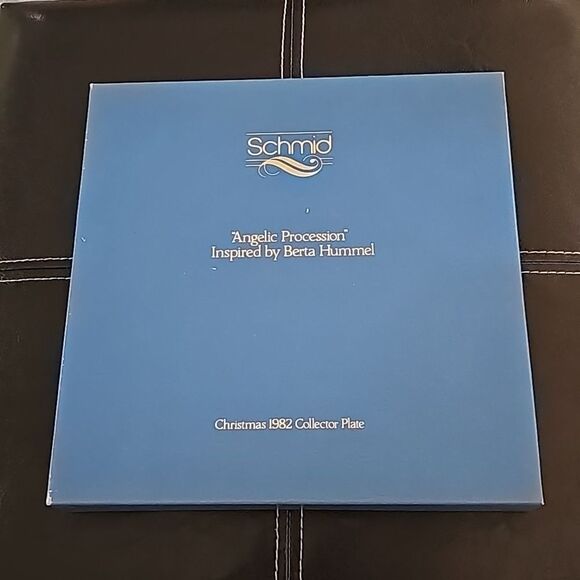 Schmid
"Angelic Procession"
Inspired by Berta Hummel
Christmas 1982 Collector Plate